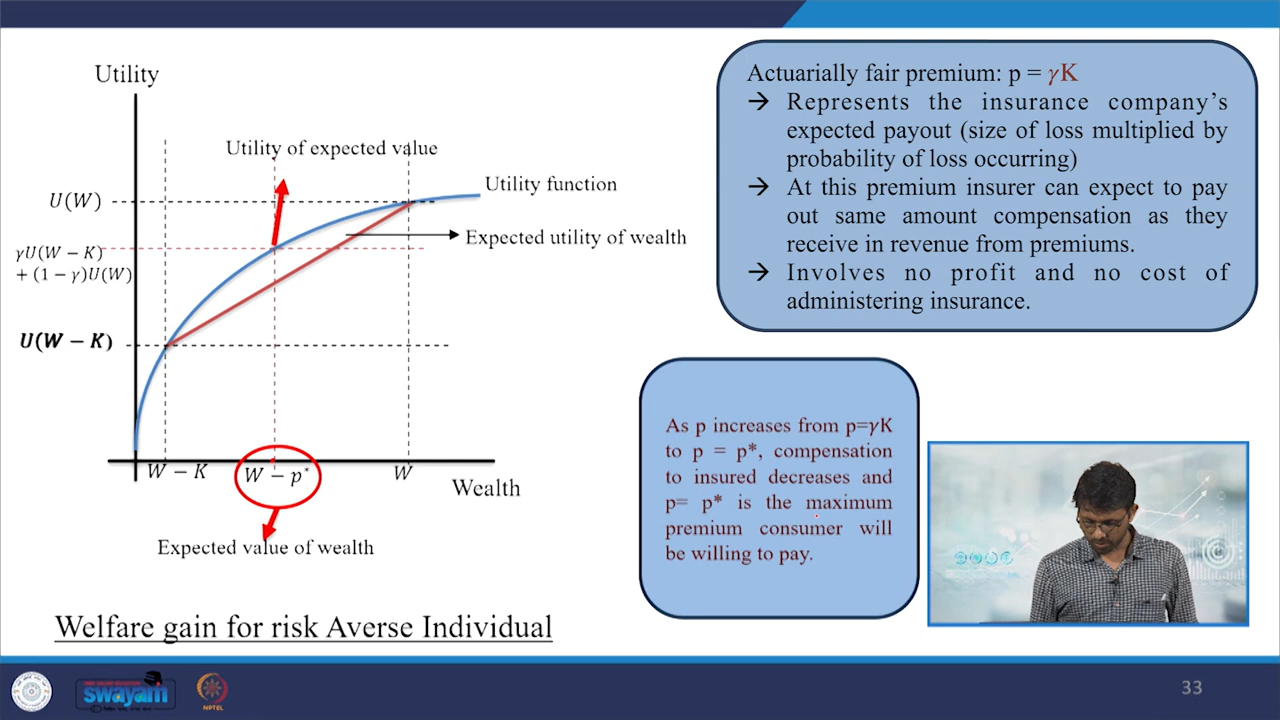 Utility
Utility of expected value
U(W)
Utility function
γU(W − K)
+ (1 − γ)U(W)
Expected utility of wealth
U(W − K)
W − K
W − p*
W
Wealth
Expected value of wealth
Welfare gain for risk Averse Individual
Actuarially fair premium: p = γK
→ Represents the insurance company's
expected payout (size of loss multiplied by
probability of loss occurring)
→ At this premium insurer can expect to pay
out same amount compensation as they
receive in revenue from premiums.
→ Involves no profit and no cost of
administering insurance.
As p increases from p=γK
to p = p*, compensation
to insured decreases and
p= p* is the maximum
premium consumer will
be willing to pay.
swayam
NPTEL
33